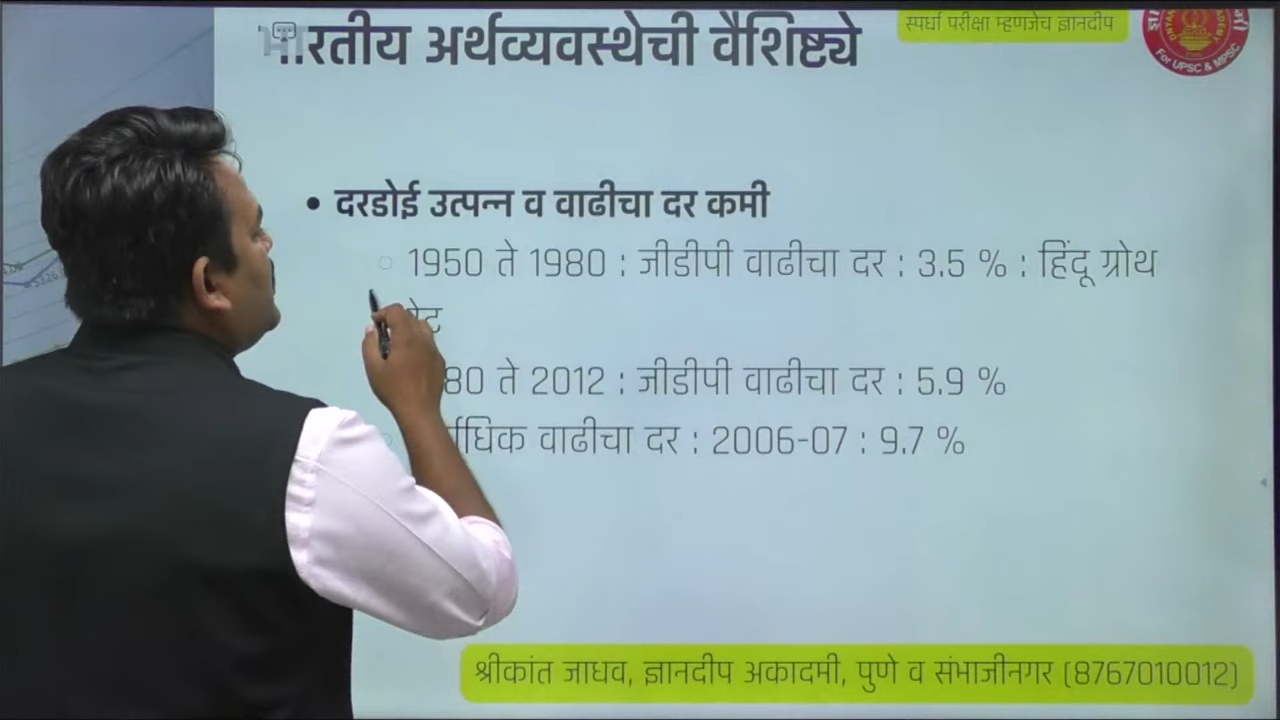 स्पर्धा परीक्षा म्हणजेच ज्ञानदीप
भारतीय अर्थव्यवस्थेची वैशिष्ट्ये
For UPSC & MPSC
• दरडोई उत्पन्न व वाढीचा दर कमी
1950 ते 1980 : जीडीपी वाढीचा दर : 3.5 % : हिंदू ग्रोथ
80 ते 2012 : जीडीपी वाढीचा दर : 5.9 %
वाढीचा दर : 2006-07 : 9.7 %
श्रीकांत जाधव, ज्ञानदीप अकादमी, पुणे व संभाजीनगर (8767010012)